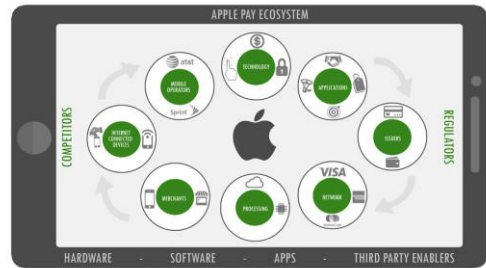 APPLE PAY ECOSYSTEM
COMPETITORS
REGULATORS
TECHNOLOGY
APPLICATIONS
ISSUERS
VISA
NETWORK
PROCESSING
MERCHANTS
INTERNET
CONNECTED
DEVICES
at&t
MOBILE
OPERATORS
Sprint
HARDWARE - SOFTWARE - APPS - THIRD PARTY ENABLERS